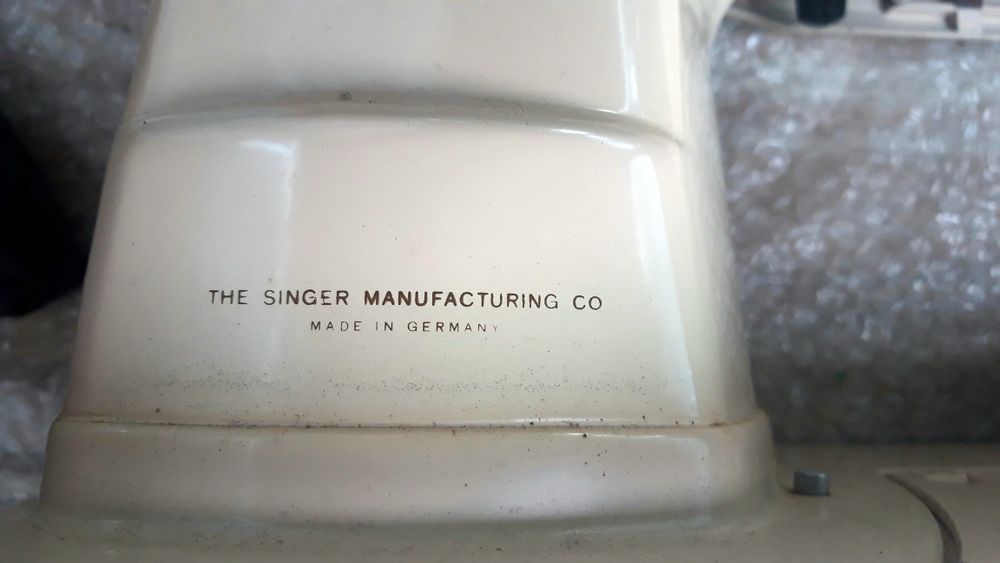 THE SINGER MANUFACTURING CO
MADE IN GERMANY